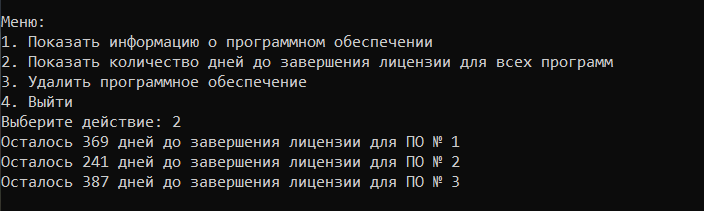 Меню:
1. Показать информацию о программном обеспечении
2. Показать количество дней до завершения лицензии для всех программ
3. Удалить программное обеспечение
4. Выйти
Выберите действие: 2
Осталось 369 дней до завершения лицензии для ПО № 1
Осталось 241 дней до завершения лицензии для ПО № 2
Осталось 387 дней до завершения лицензии для ПО № 3